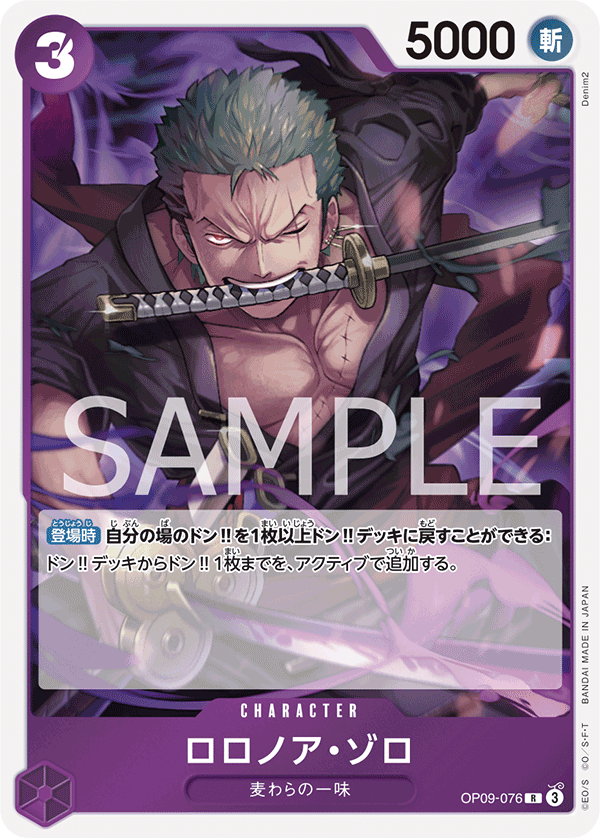 3
5000
斬
Denim2
SAMPLE
登場時 自分の場のドン!!を1枚以上ドン!!デッキに戻すことができる：
ドン!!デッキからドン!!1枚までを、アクティブで追加する。
CHARACTER
ロロノア・ゾロ
麦わらの一味
OP09-076 R 3
©E.O/S ©O／S・F・T BANDAI MADE IN JAPAN